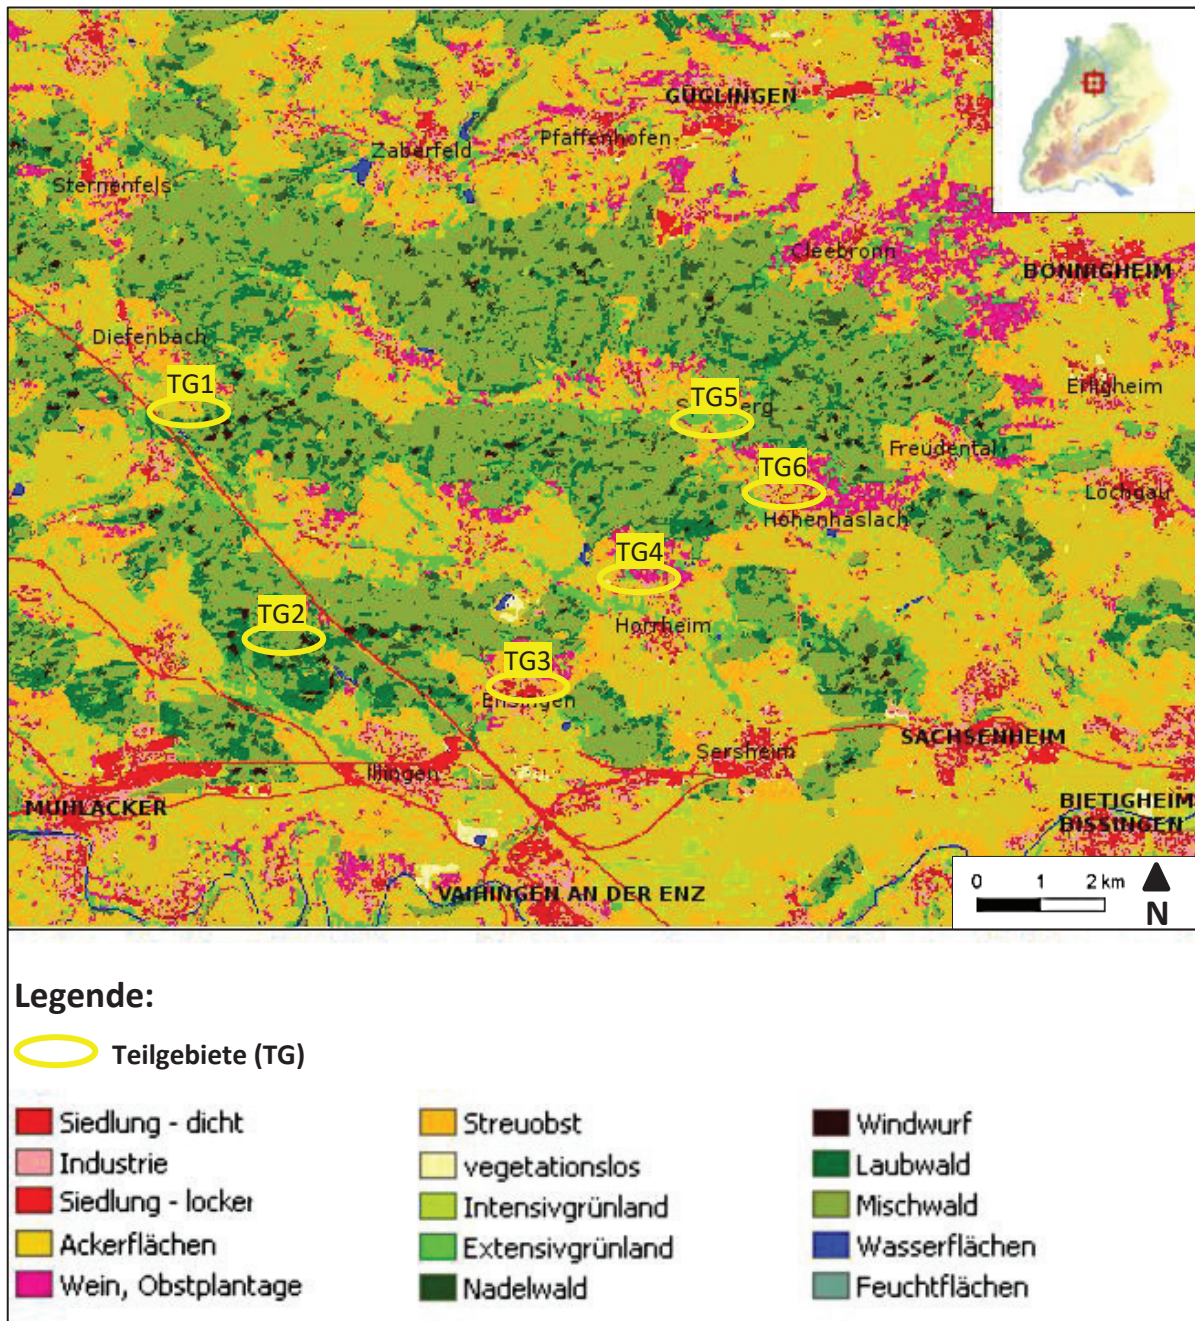 GÜGLINGEN
Pfaffenhofen
Zaberfeld
Sternenfels
Cleebronn
BÖNNIGHEIM
Diefenbach
TG1
TG5
Erligheim
Freudental
TG6
Löchgau
Hohenhaslach
TG4
TG2
Horrheim
TG3
Ensingen
SACHSENHEIM
Sersheim
Illingen
MÜHLACKER
BIETIGHEIM
BISSINGEN
VAIHINGEN AN DER ENZ
0 1 2 km
N
Legende:
Teilgebiete (TG)
Siedlung - dicht
Industrie
Siedlung - locker
Ackerflächen
Wein, Obstplantage
Streuobst
vegetationslos
Intensivgrünland
Extensivgrünland
Nadelwald
Windwurf
Laubwald
Mischwald
Wasserflächen
Feuchtflächen